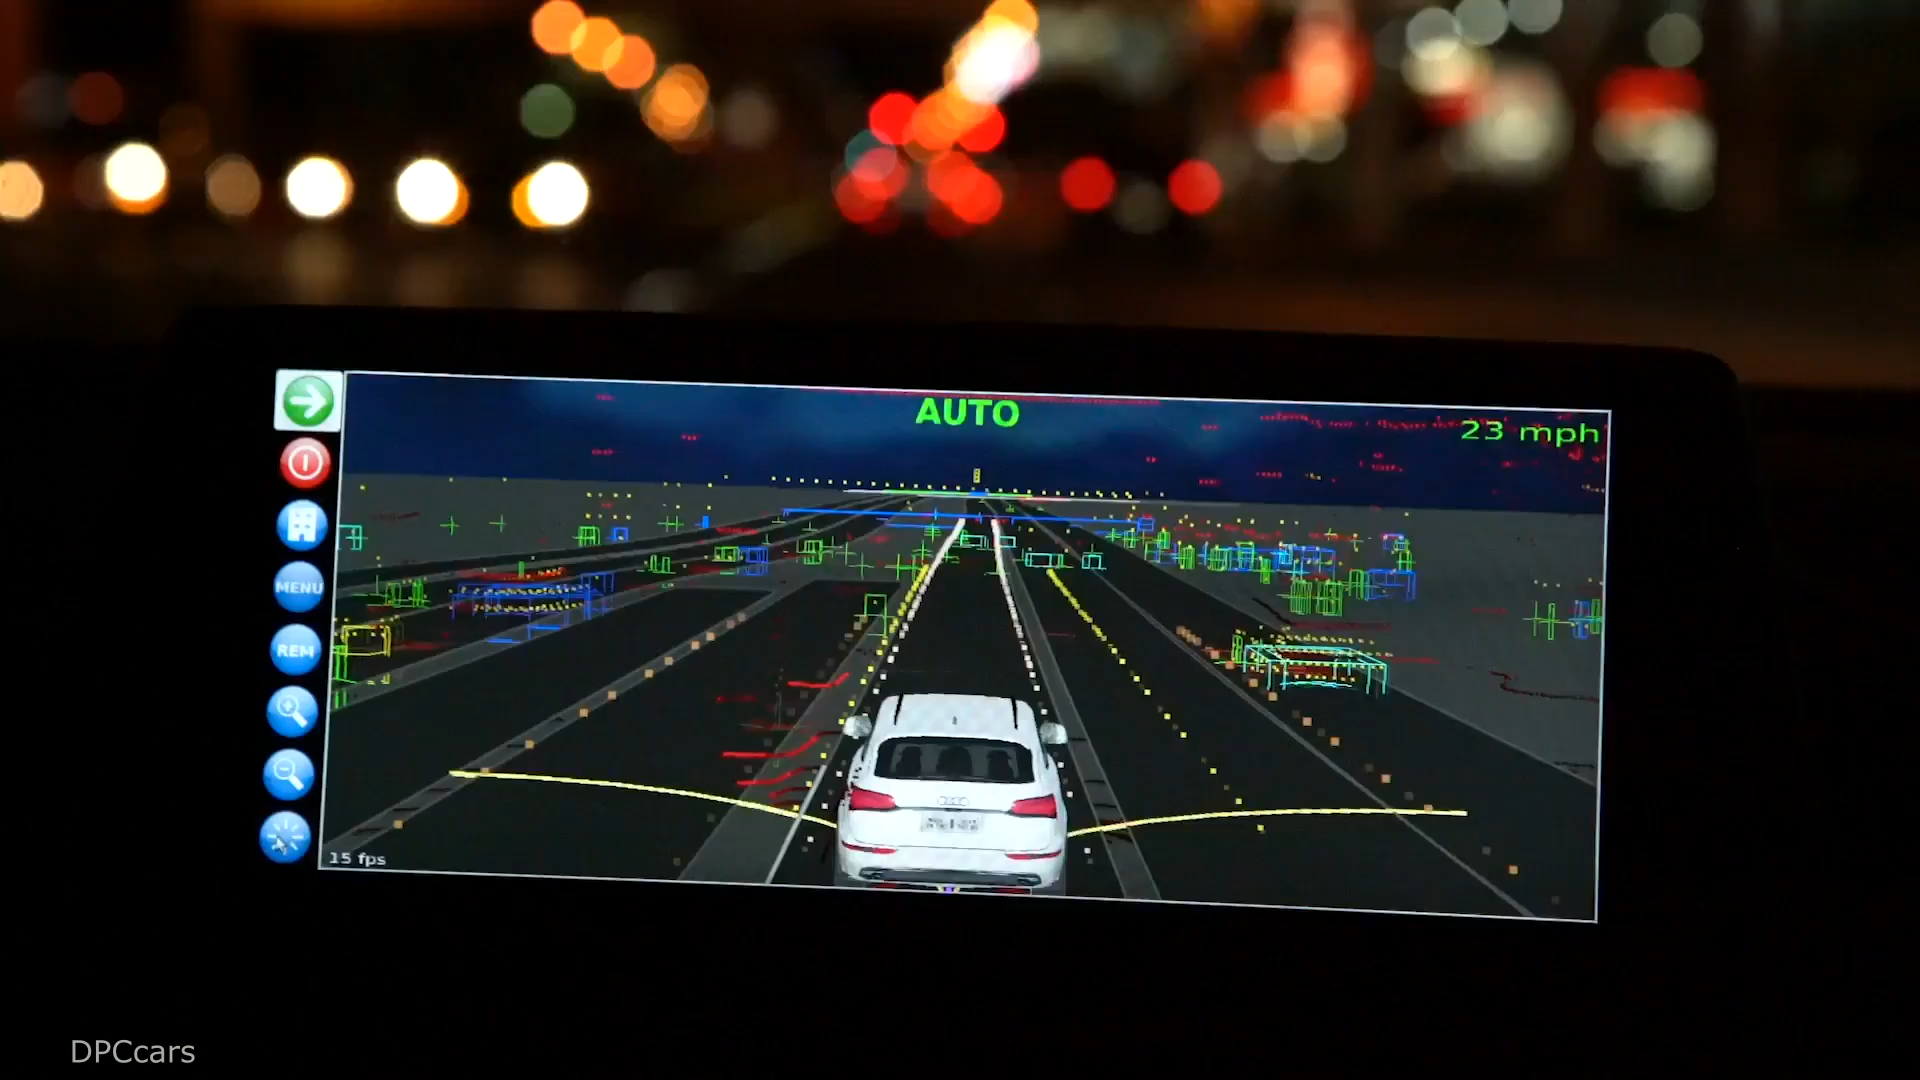 AUTO
23 mph
MENU
REM
15 fps
DPCcars